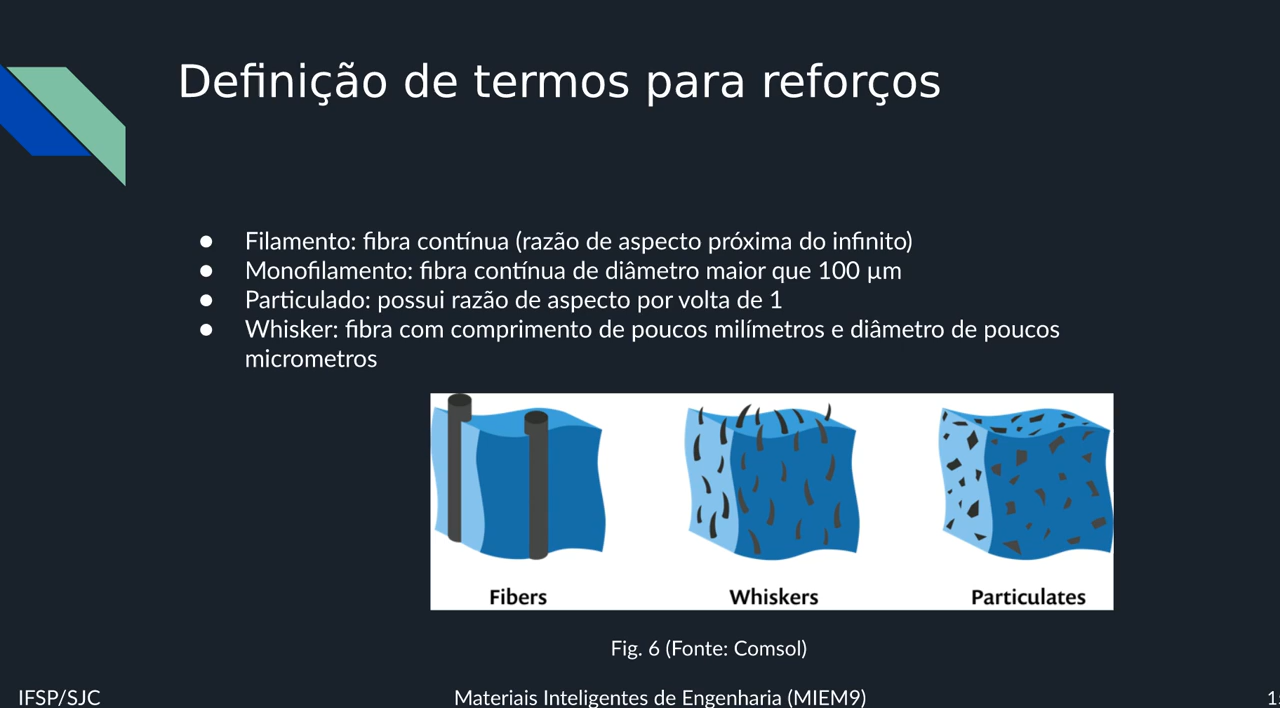 Definição de termos para reforços
● Filamento: fibra contínua (razão de aspecto próxima do infinito)
● Monofilamento: fibra contínua de diâmetro maior que 100 μm
● Particulado: possui razão de aspecto por volta de 1
● Whisker: fibra com comprimento de poucos milímetros e diâmetro de poucos
micrometros
Fibers Whiskers Particulates
Fig. 6 (Fonte: Comsol)
IFSP/SJC Materiais Inteligentes de Engenharia (MIEM9)